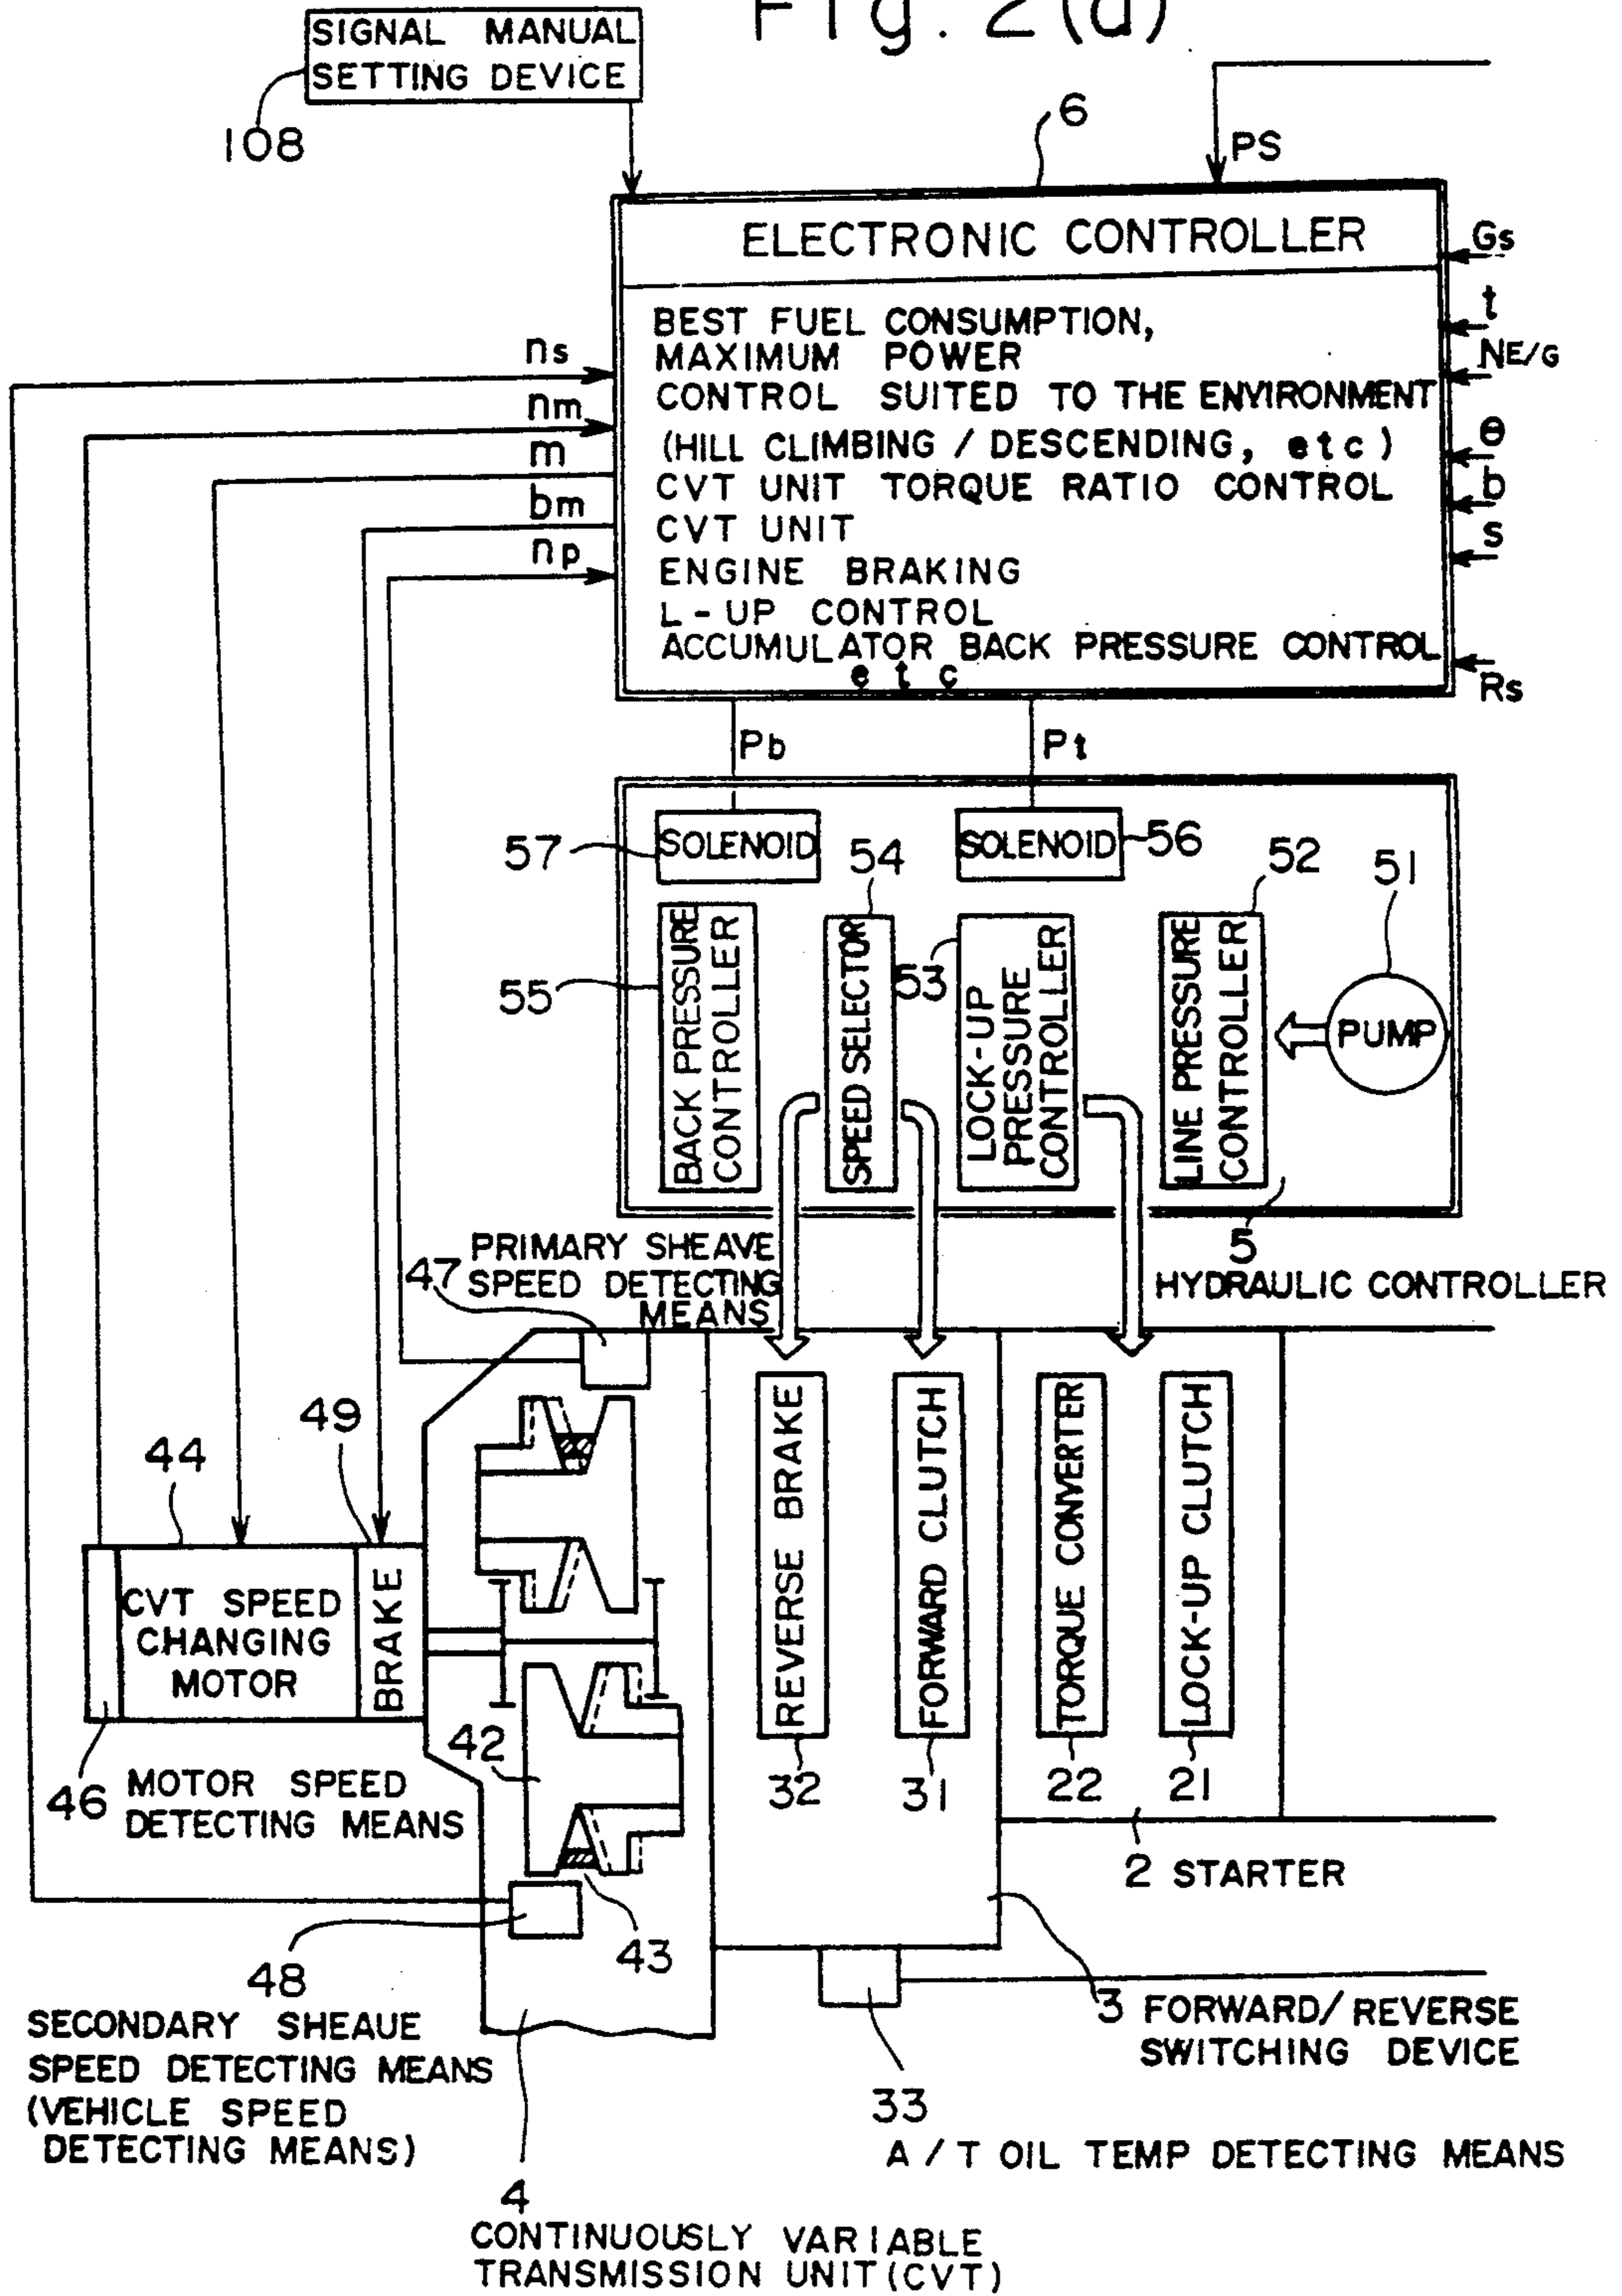 Fig. 2(a)
SIGNAL MANUAL
SETTING DEVICE
108
6
PS
ELECTRONIC CONTROLLER
BEST FUEL CONSUMPTION,
MAXIMUM POWER
CONTROL SUITED TO THE ENVIRONMENT
(HILL CLIMBING / DESCENDING, etc)
CVT UNIT TORQUE RATIO CONTROL
CVT UNIT
ENGINE BRAKING
L-UP CONTROL
ACCUMULATOR BACK PRESSURE CONTROL
etc
ns
nm
m
bm
np
Gs
t
NE/G
θ
b
s
Rs
Pb
Pt
57
SOLENOID
54
SOLENOID
56
52
51
55
BACK PRESSURE
CONTROLLER
SPEED SELECTOR
53
LOCK-UP
PRESSURE
CONTROLLER
LINE PRESSURE
CONTROLLER
PUMP
5
HYDRAULIC CONTROLLER
PRIMARY SHEAVE
SPEED DETECTING
MEANS
47
49
44
CVT SPEED
CHANGING
MOTOR
BRAKE
REVERSE BRAKE
FORWARD CLUTCH
TORQUE CONVERTER
LOCK-UP CLUTCH
32
31
22
21
42
46
MOTOR SPEED
DETECTING MEANS
2 STARTER
43
48
SECONDARY SHEAUE
SPEED DETECTING MEANS
(VEHICLE SPEED
DETECTING MEANS)
3 FORWARD/REVERSE
SWITCHING DEVICE
33
A/T OIL TEMP DETECTING MEANS
4
CONTINUOUSLY VARIABLE
TRANSMISSION UNIT(CVT)